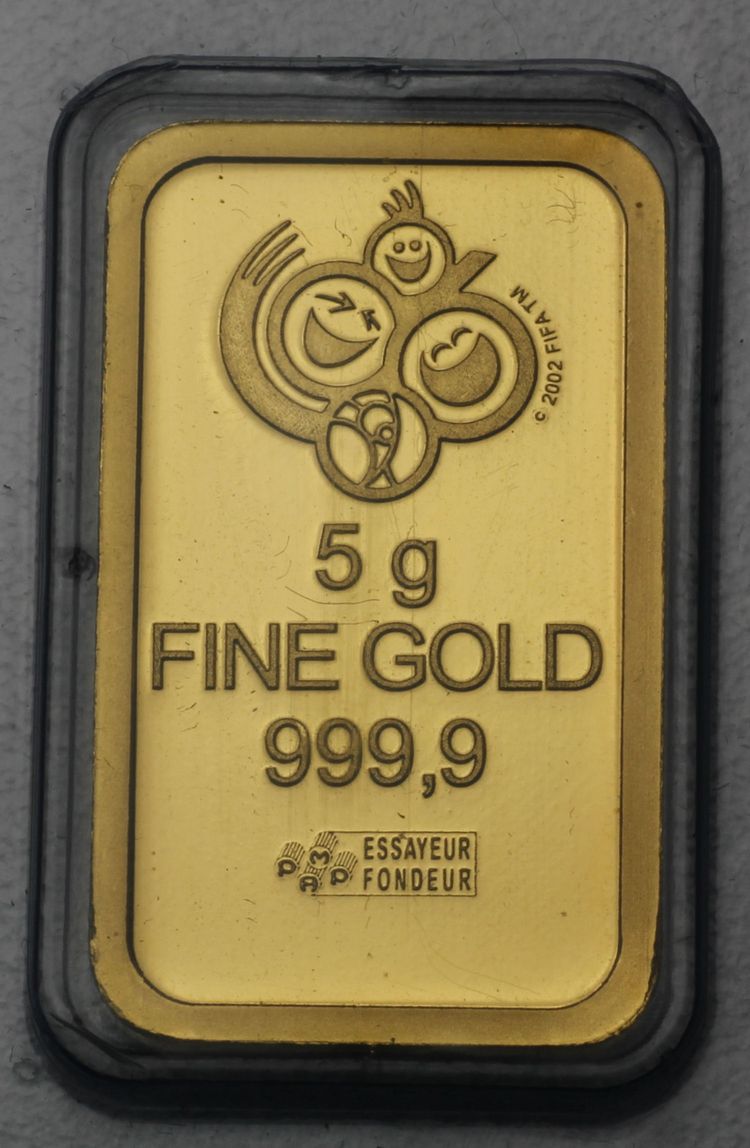 © 2002 FIFA TM
5 g
FINE GOLD
999,9
PAMP
ESSAYEUR
FONDEUR